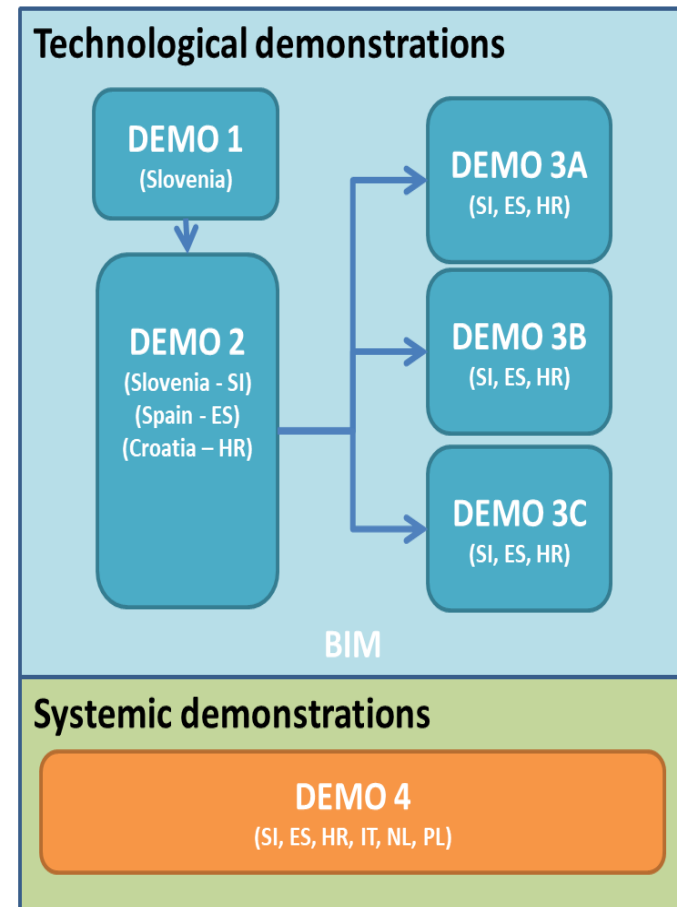 Technological demonstrations
DEMO 1
(Slovenia)
DEMO 2
(Slovenia - SI)
(Spain - ES)
(Croatia – HR)
DEMO 3A
(SI, ES, HR)
DEMO 3B
(SI, ES, HR)
DEMO 3C
(SI, ES, HR)
BIM
Systemic demonstrations
DEMO 4
(SI, ES, HR, IT, NL, PL)